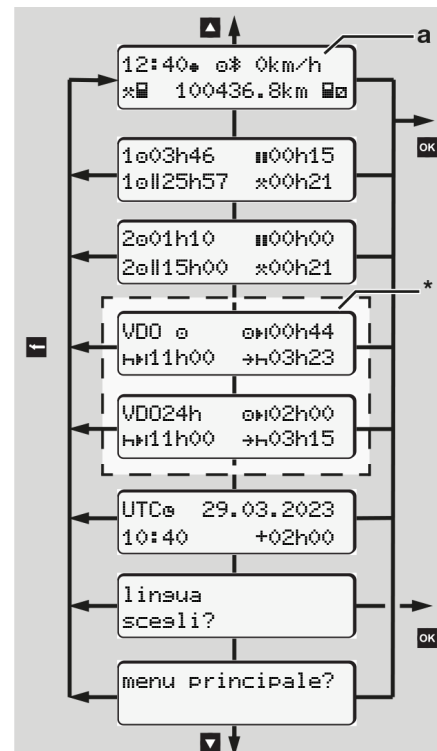 a
12:40 0km/h
100436.8km
OK
1 03h46 00h15
1 25h57 00h21
2 01h10 00h00
2 15h00 00h21
*
VDO 00h44
11h00 03h23
VDO24h 02h00
11h00 03h15
UTC 29.03.2023
10:40 +02h00
lingua
scegli?
OK
menu principale?